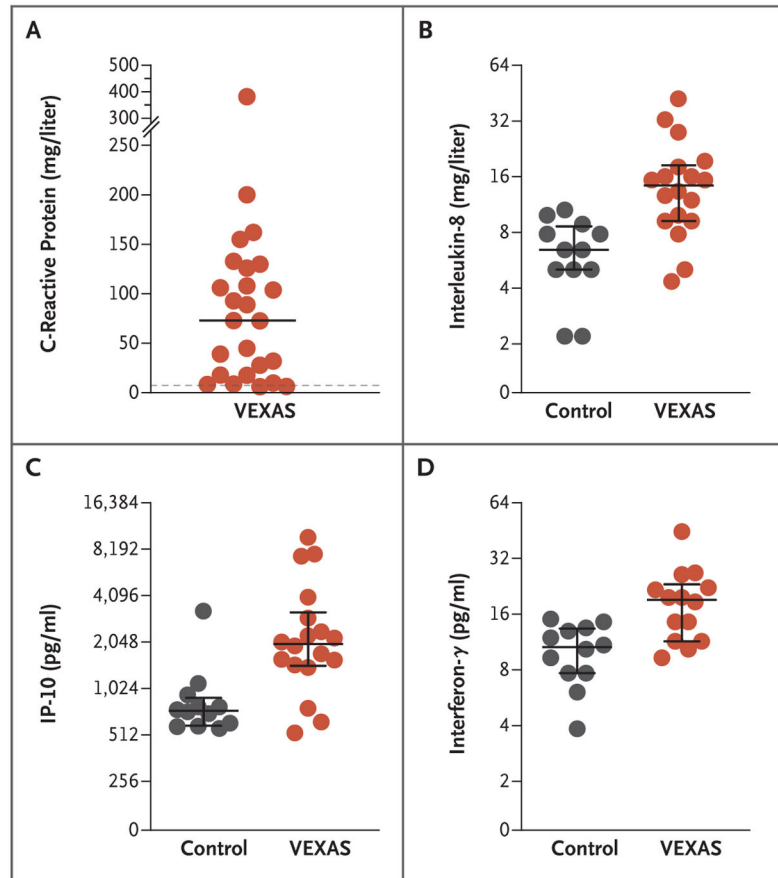 A
C-Reactive Protein (mg/liter)
500
400
300
250
200
150
100
50
0
VEXAS
B
Interleukin-8 (mg/liter)
64
32
16
8
4
2
0
Control VEXAS
C
IP-10 (pg/ml)
16,384
8,192
4,096
2,048
1,024
512
256
0
Control VEXAS
D
Interferon-γ (pg/ml)
64
32
16
8
4
2
0
Control VEXAS